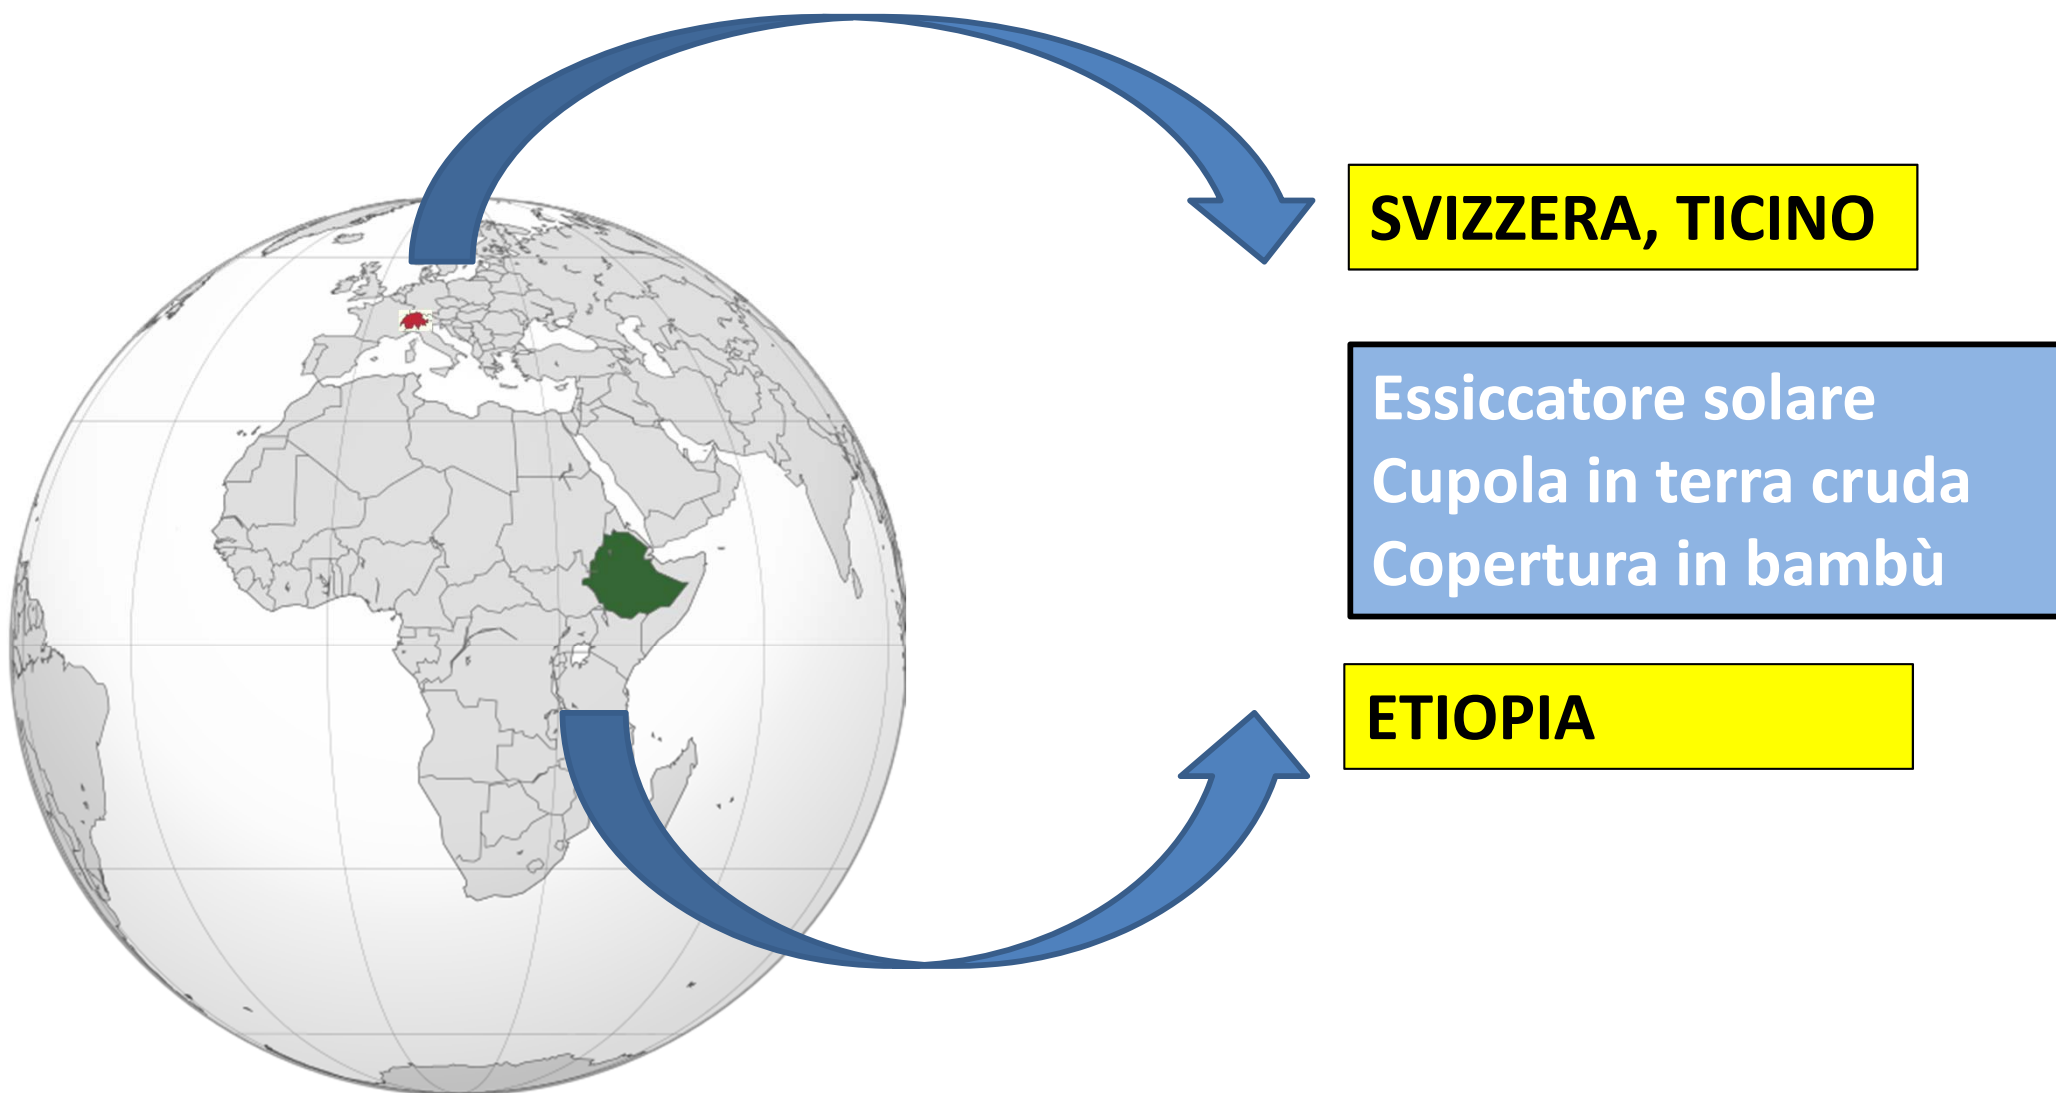 SVIZZERA, TICINO
Essiccatore solare
Cupola in terra cruda
Copertura in bambù
ETIOPIA